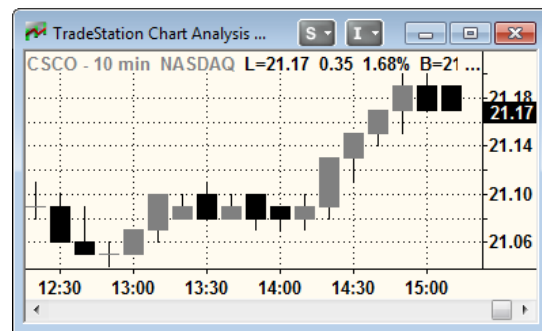 TradeStation Chart Analysis ... S I
CSCO - 10 min NASDAQ L=21.17 0.35 1.68% B=21 ...
21.18
21.17
21.14
21.10
21.06
12:30 13:00 13:30 14:00 14:30 15:00